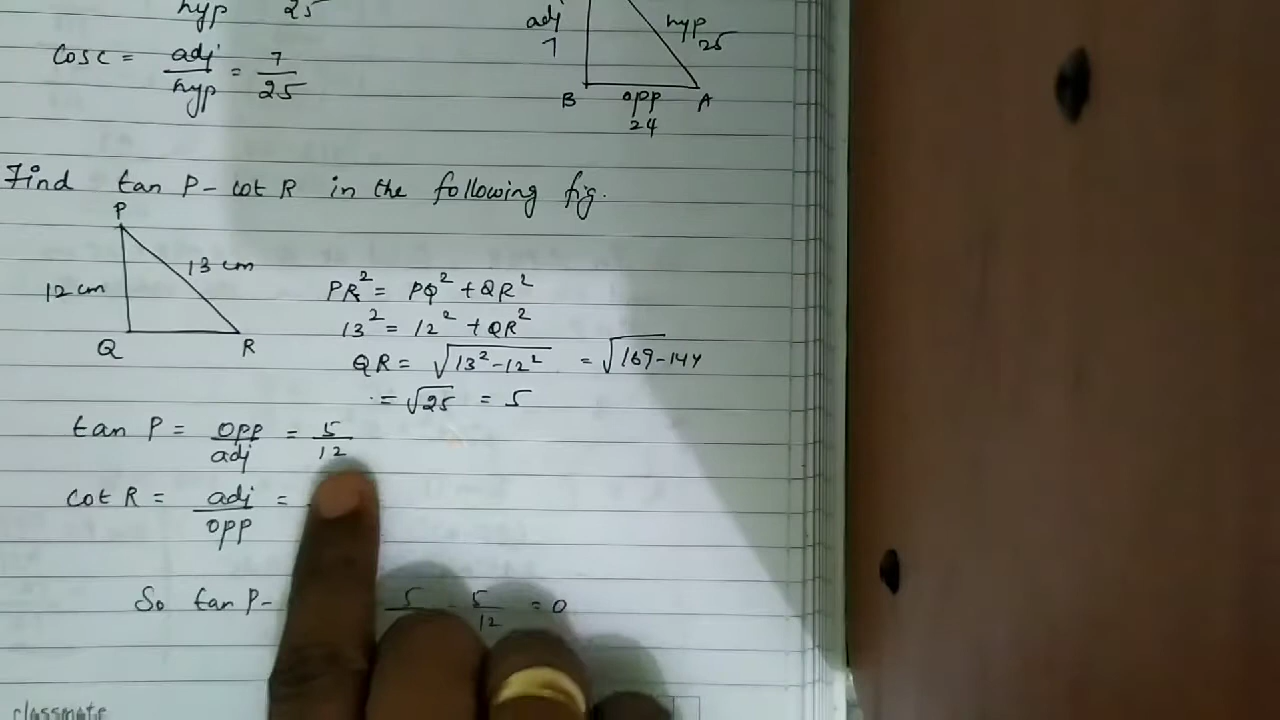 hyp 25
Cos C = adj/hyp = 7/25
adj
7
hyp
25
B opp A
24
Find tan P - cot R in the following fig.
P
13 cm
12 cm
Q R
PR² = PQ² + QR²
13² = 12² + QR²
QR = √13²-12² = √169-144
= √25 = 5
tan P = opp/adj = 5/12
cot R = adj/opp =
So tan P - 5 - 5/12 = 0
classmate